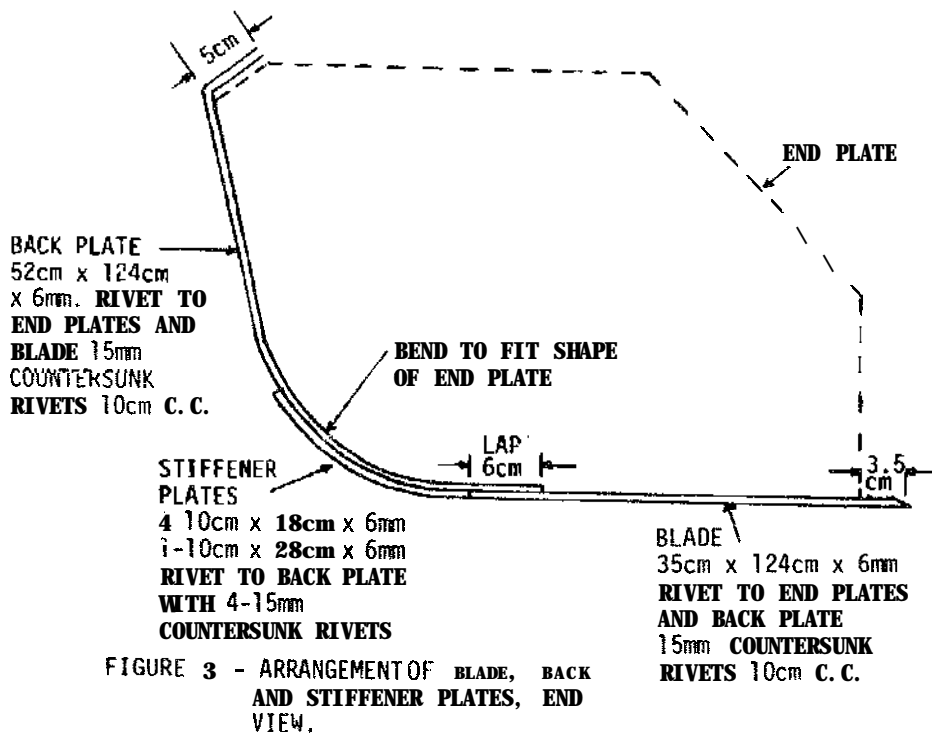 5cm
END PLATE
BACK PLATE
52cm x 124cm
x 6mm. RIVET TO
END PLATES AND
BLADE 15mm
COUNTERSUNK
RIVETS 10cm C.C.
BEND TO FIT SHAPE
OF END PLATE
LAP
6cm
3.5
cm
STIFFENER
PLATES
4 10cm x 18cm x 6mm
1-10cm x 28cm x 6mm
RIVET TO BACK PLATE
WITH 4-15mm
COUNTERSUNK RIVETS
BLADE
35cm x 124cm x 6mm
RIVET TO END PLATES
AND BACK PLATE
15mm COUNTERSUNK
RIVETS 10cm C.C.
FIGURE 3 - ARRANGEMENT OF BLADE, BACK
AND STIFFENER PLATES, END
VIEW.